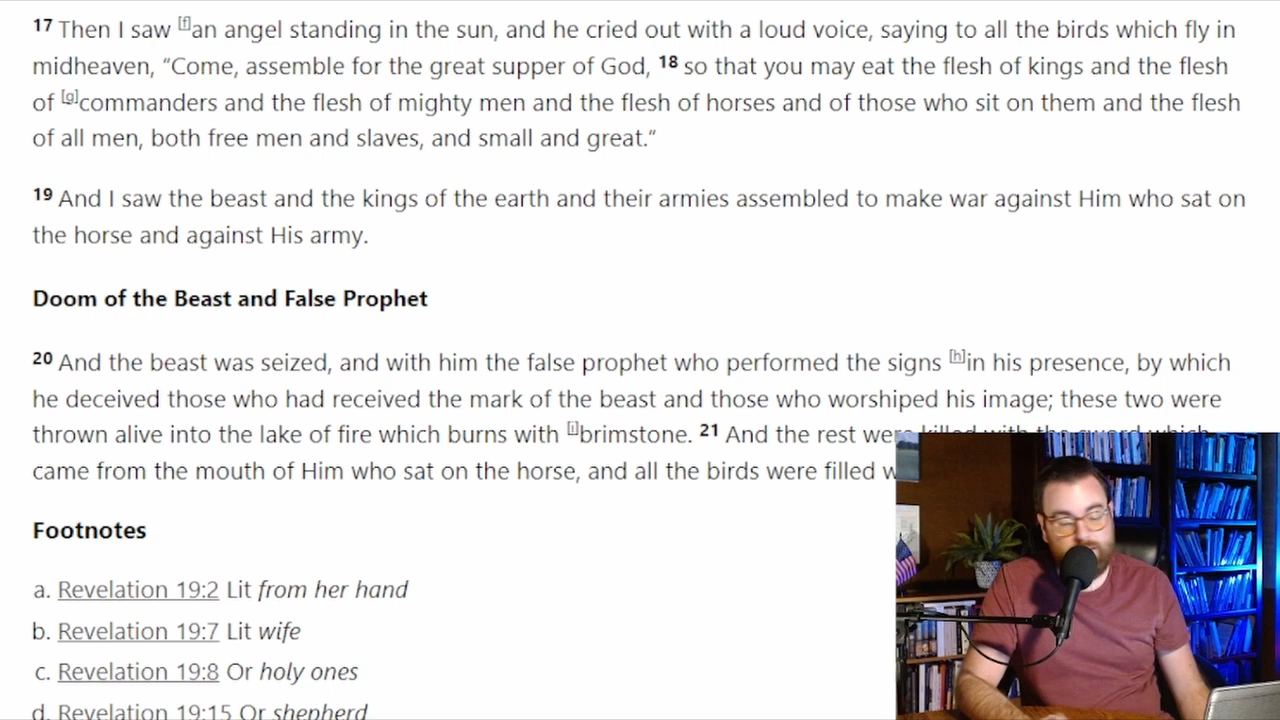 17 Then I saw [f]an angel standing in the sun, and he cried out with a loud voice, saying to all the birds which fly in
midheaven, “Come, assemble for the great supper of God, 18 so that you may eat the flesh of kings and the flesh
of [g]commanders and the flesh of mighty men and the flesh of horses and of those who sit on them and the flesh
of all men, both free men and slaves, and small and great.”
19 And I saw the beast and the kings of the earth and their armies assembled to make war against Him who sat on
the horse and against His army.
Doom of the Beast and False Prophet
20 And the beast was seized, and with him the false prophet who performed the signs [h]in his presence, by which
he deceived those who had received the mark of the beast and those who worshiped his image; these two were
thrown alive into the lake of fire which burns with [i]brimstone. 21 And the rest were killed with the sword which
came from the mouth of Him who sat on the horse, and all the birds were filled
Footnotes
a. Revelation 19:2 Lit from her hand
b. Revelation 19:7 Lit wife
c. Revelation 19:8 Or holy ones
d. Revelation 19:15 Or shepherd